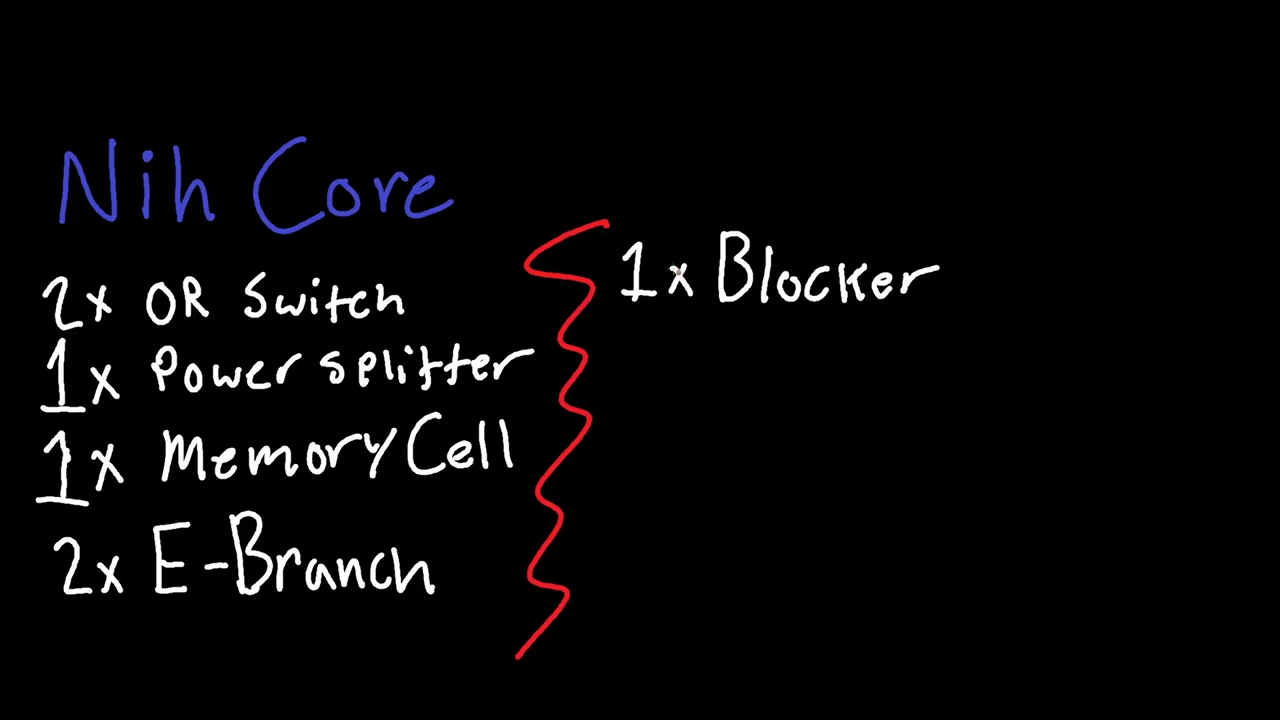 Nih Core
2x OR Switch
1x Power splitter
1x Memory Cell
2x E-Branch
1x Blocker